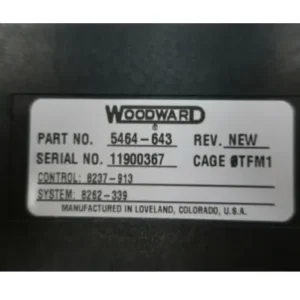 WOODWARD
®
PART NO. 5464-643 REV. NEW
SERIAL NO. 11900367 CAGE 0TFM1
CONTROL: 8237-913
SYSTEM: 8262-339
MANUFACTURED IN LOVELAND, COLORADO, U.S.A.